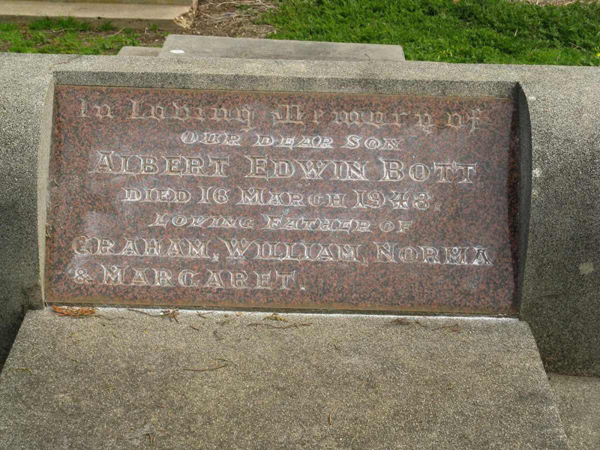 In Loving Memory of
OUR DEAR SON
ALBERT EDWIN BOTT
DIED 16 MARCH 1948.
LOVING FATHER OF
GRAHAM, WILLIAM, NORMA
& MARGARET.